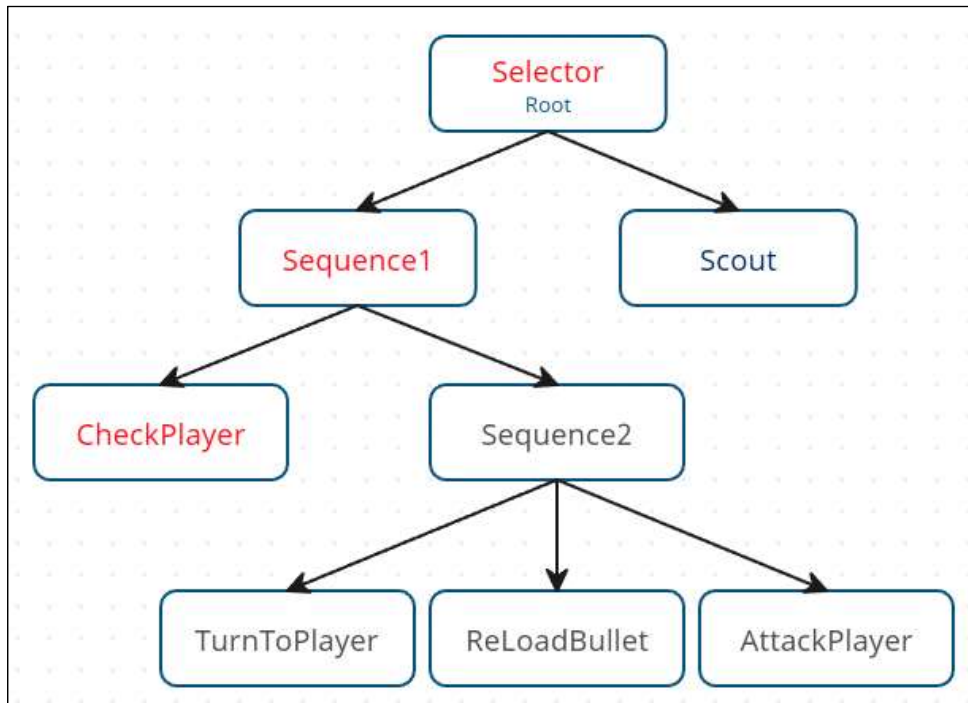 Selector
Root
Sequence1
Scout
CheckPlayer
Sequence2
TurnToPlayer
ReLoadBullet
AttackPlayer